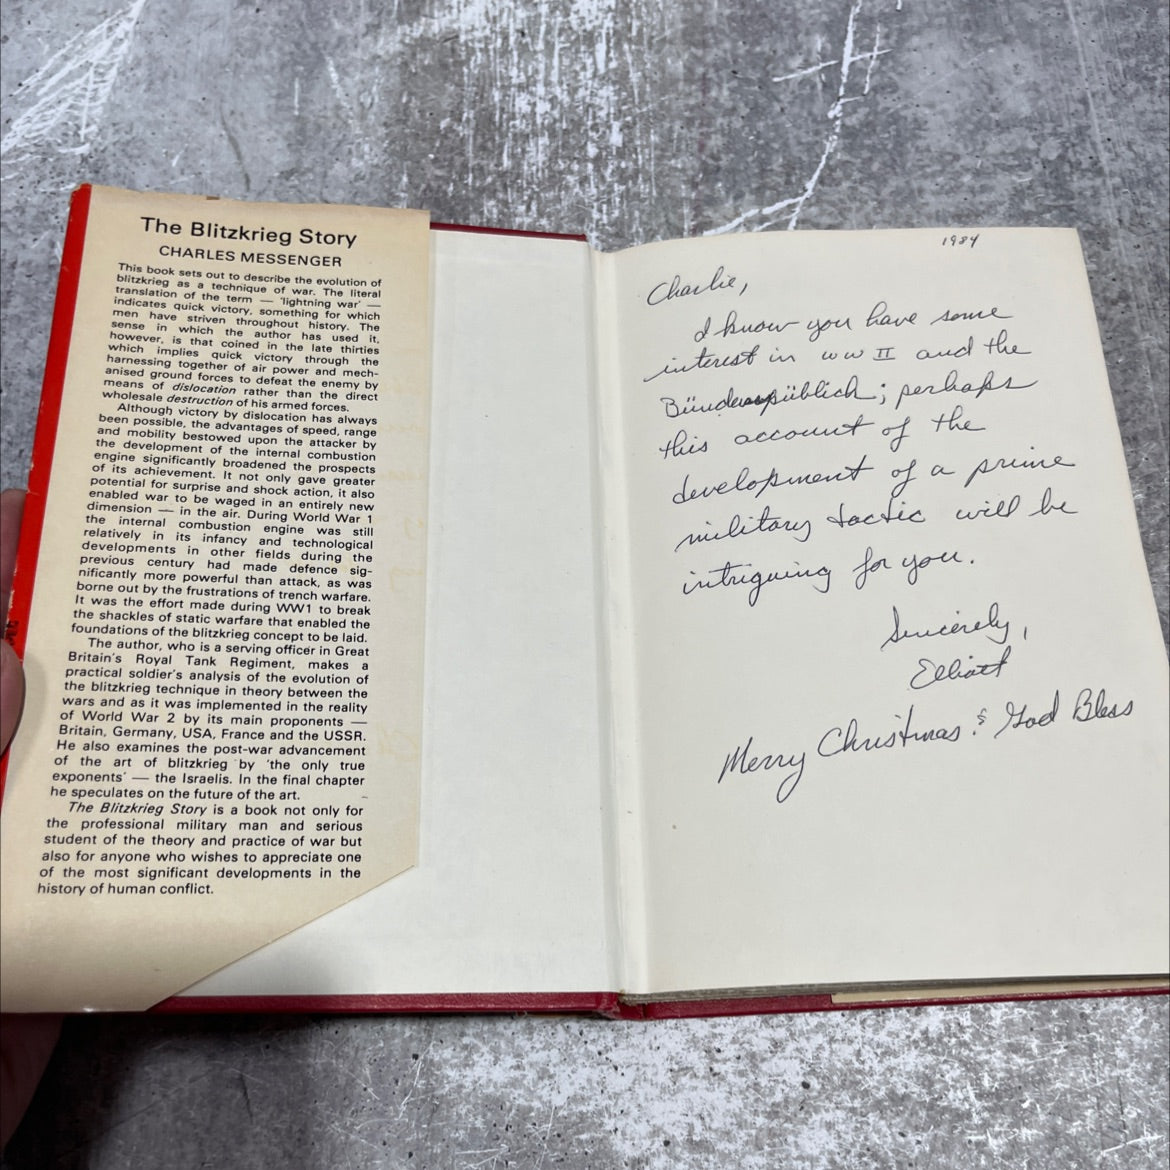 The Blitzkrieg Story
CHARLES MESSENGER
This book sets out to describe the evolution of
blitzkrieg as a technique of war. The literal
translation of the term — 'lightning war' —
indicates quick victory, something for which
men have striven throughout history. The
sense in which the author has used it,
however, is that coined in the late thirties
which implies quick victory through the
harnessing together of air power and mech-
anised ground forces to defeat the enemy by
means of dislocation rather than the direct
wholesale destruction of his armed forces.
Although victory by dislocation has always
been possible, the advantages of speed, range
and mobility bestowed upon the attacker by
the development of the internal combustion
engine significantly broadened the prospects
of its achievement. It not only gave greater
potential for surprise and shock action, it also
enabled war to be waged in an entirely new
dimension — in the air. During World War 1
the internal combustion engine was still
relatively in its infancy and technological
developments in other fields during the
previous century had made defence sig-
nificantly more powerful than attack, as was
borne out by the frustrations of trench warfare.
It was the effort made during WW1 to break
the shackles of static warfare that enabled the
foundations of the blitzkrieg concept to be laid.
The author, who is a serving officer in Great
Britain's Royal Tank Regiment, makes a
practical soldier's analysis of the evolution of
the blitzkrieg technique in theory between the
wars and as it was implemented in the reality
of World War 2 by its main proponents —
Britain, Germany, USA, France and the USSR.
He also examines the post-war advancement
of the art of blitzkrieg by 'the only true
exponents' — the Israelis. In the final chapter
he speculates on the future of the art.
The Blitzkrieg Story is a book not only for
the professional military man and serious
student of the theory and practice of war but
also for anyone who wishes to appreciate one
of the most significant developments in the
history of human conflict.
1984
Charlie,
I know you have some
interest in WW II and the
; perhaps
this account of the
development of a prime
military tactic will be
intriguing for you.
Sincerely,
Elliott
Merry Christmas & God Bless